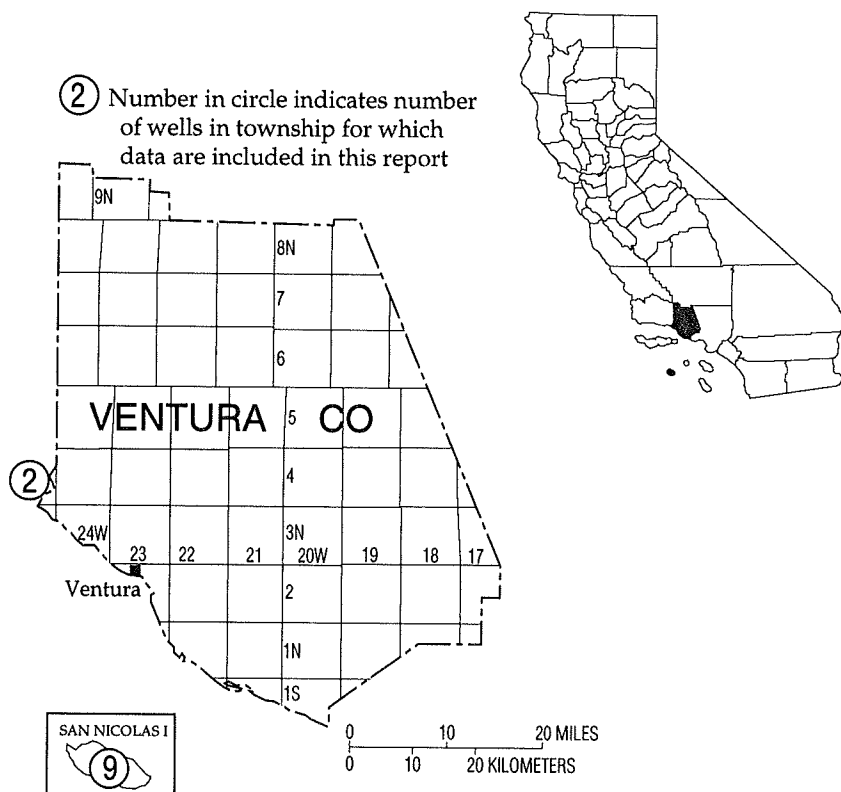 2 Number in circle indicates number
of wells in township for which
data are included in this report
9N
8N
7
6
VENTURA 5 CO
2
4
24W
3N
23 22 21 20W 19 18 17
Ventura
2
1N
1S
SAN NICOLAS I
9
0 10 20 MILES
0 10 20 KILOMETERS